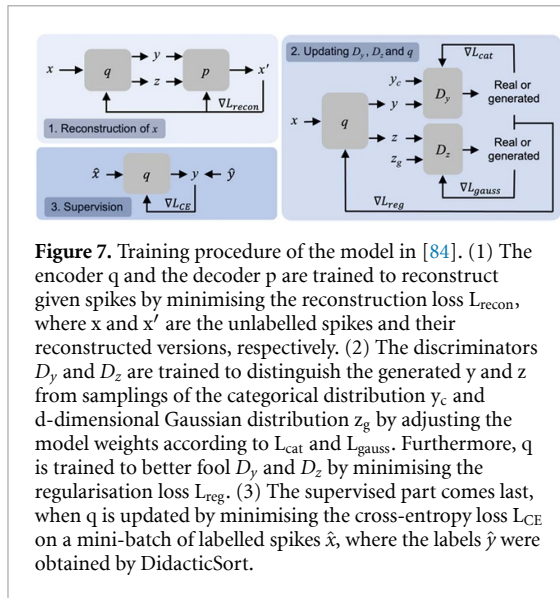 x q y z p x′
∇L_recon
1. Reconstruction of x
x̂ q y ŷ
∇L_CE
3. Supervision
2. Updating D_y, D_z and q
∇L_cat
y_c
y
D_y
Real or
generated
x q
z
z_g
D_z
Real or
generated
∇L_gauss
∇L_reg
Figure 7. Training procedure of the model in [84]. (1) The
encoder q and the decoder p are trained to reconstruct
given spikes by minimising the reconstruction loss L_recon,
where x and x′ are the unlabelled spikes and their
reconstructed versions, respectively. (2) The discriminators
D_y and D_z are trained to distinguish the generated y and z
from samplings of the categorical distribution y_c and
d-dimensional Gaussian distribution z_g by adjusting the
model weights according to L_cat and L_gauss. Furthermore, q
is trained to better fool D_y and D_z by minimising the
regularisation loss L_reg. (3) The supervised part comes last,
when q is updated by minimising the cross-entropy loss L_CE
on a mini-batch of labelled spikes x̂, where the labels ŷ were
obtained by DidacticSort.